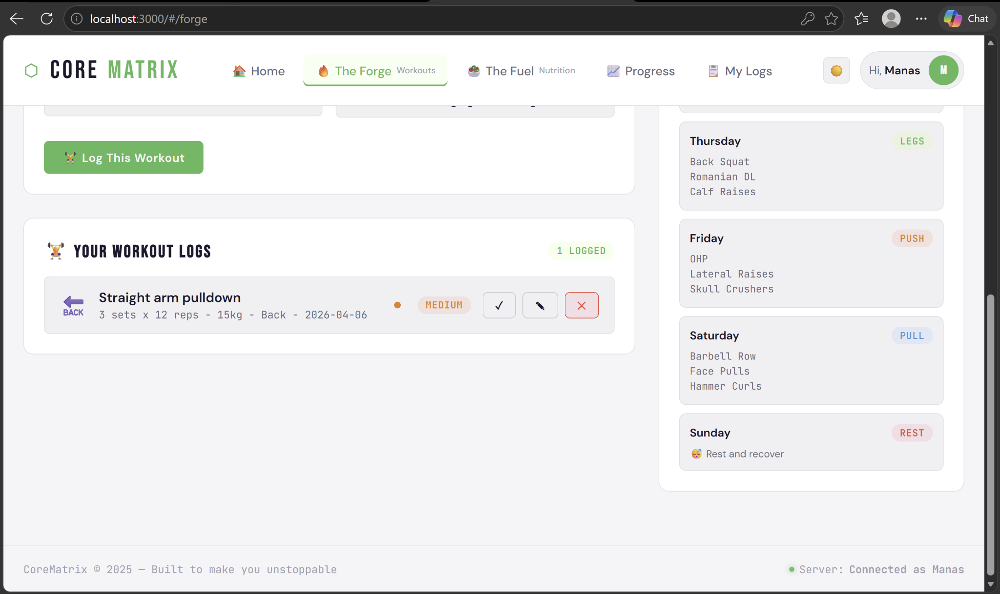 localhost:3000/#/forge
Chat
CORE MATRIX
Home
The Forge Workouts
The Fuel Nutrition
Progress
My Logs
Hi, Manas
M
Log This Workout
YOUR WORKOUT LOGS
1 LOGGED
BACK
Straight arm pulldown
3 sets x 12 reps - 15kg - Back - 2026-04-06
MEDIUM
Thursday
LEGS
Back Squat
Romanian DL
Calf Raises
Friday
PUSH
OHP
Lateral Raises
Skull Crushers
Saturday
PULL
Barbell Row
Face Pulls
Hammer Curls
Sunday
REST
😴 Rest and recover
CoreMatrix © 2025 — Built to make you unstoppable
Server: Connected as Manas